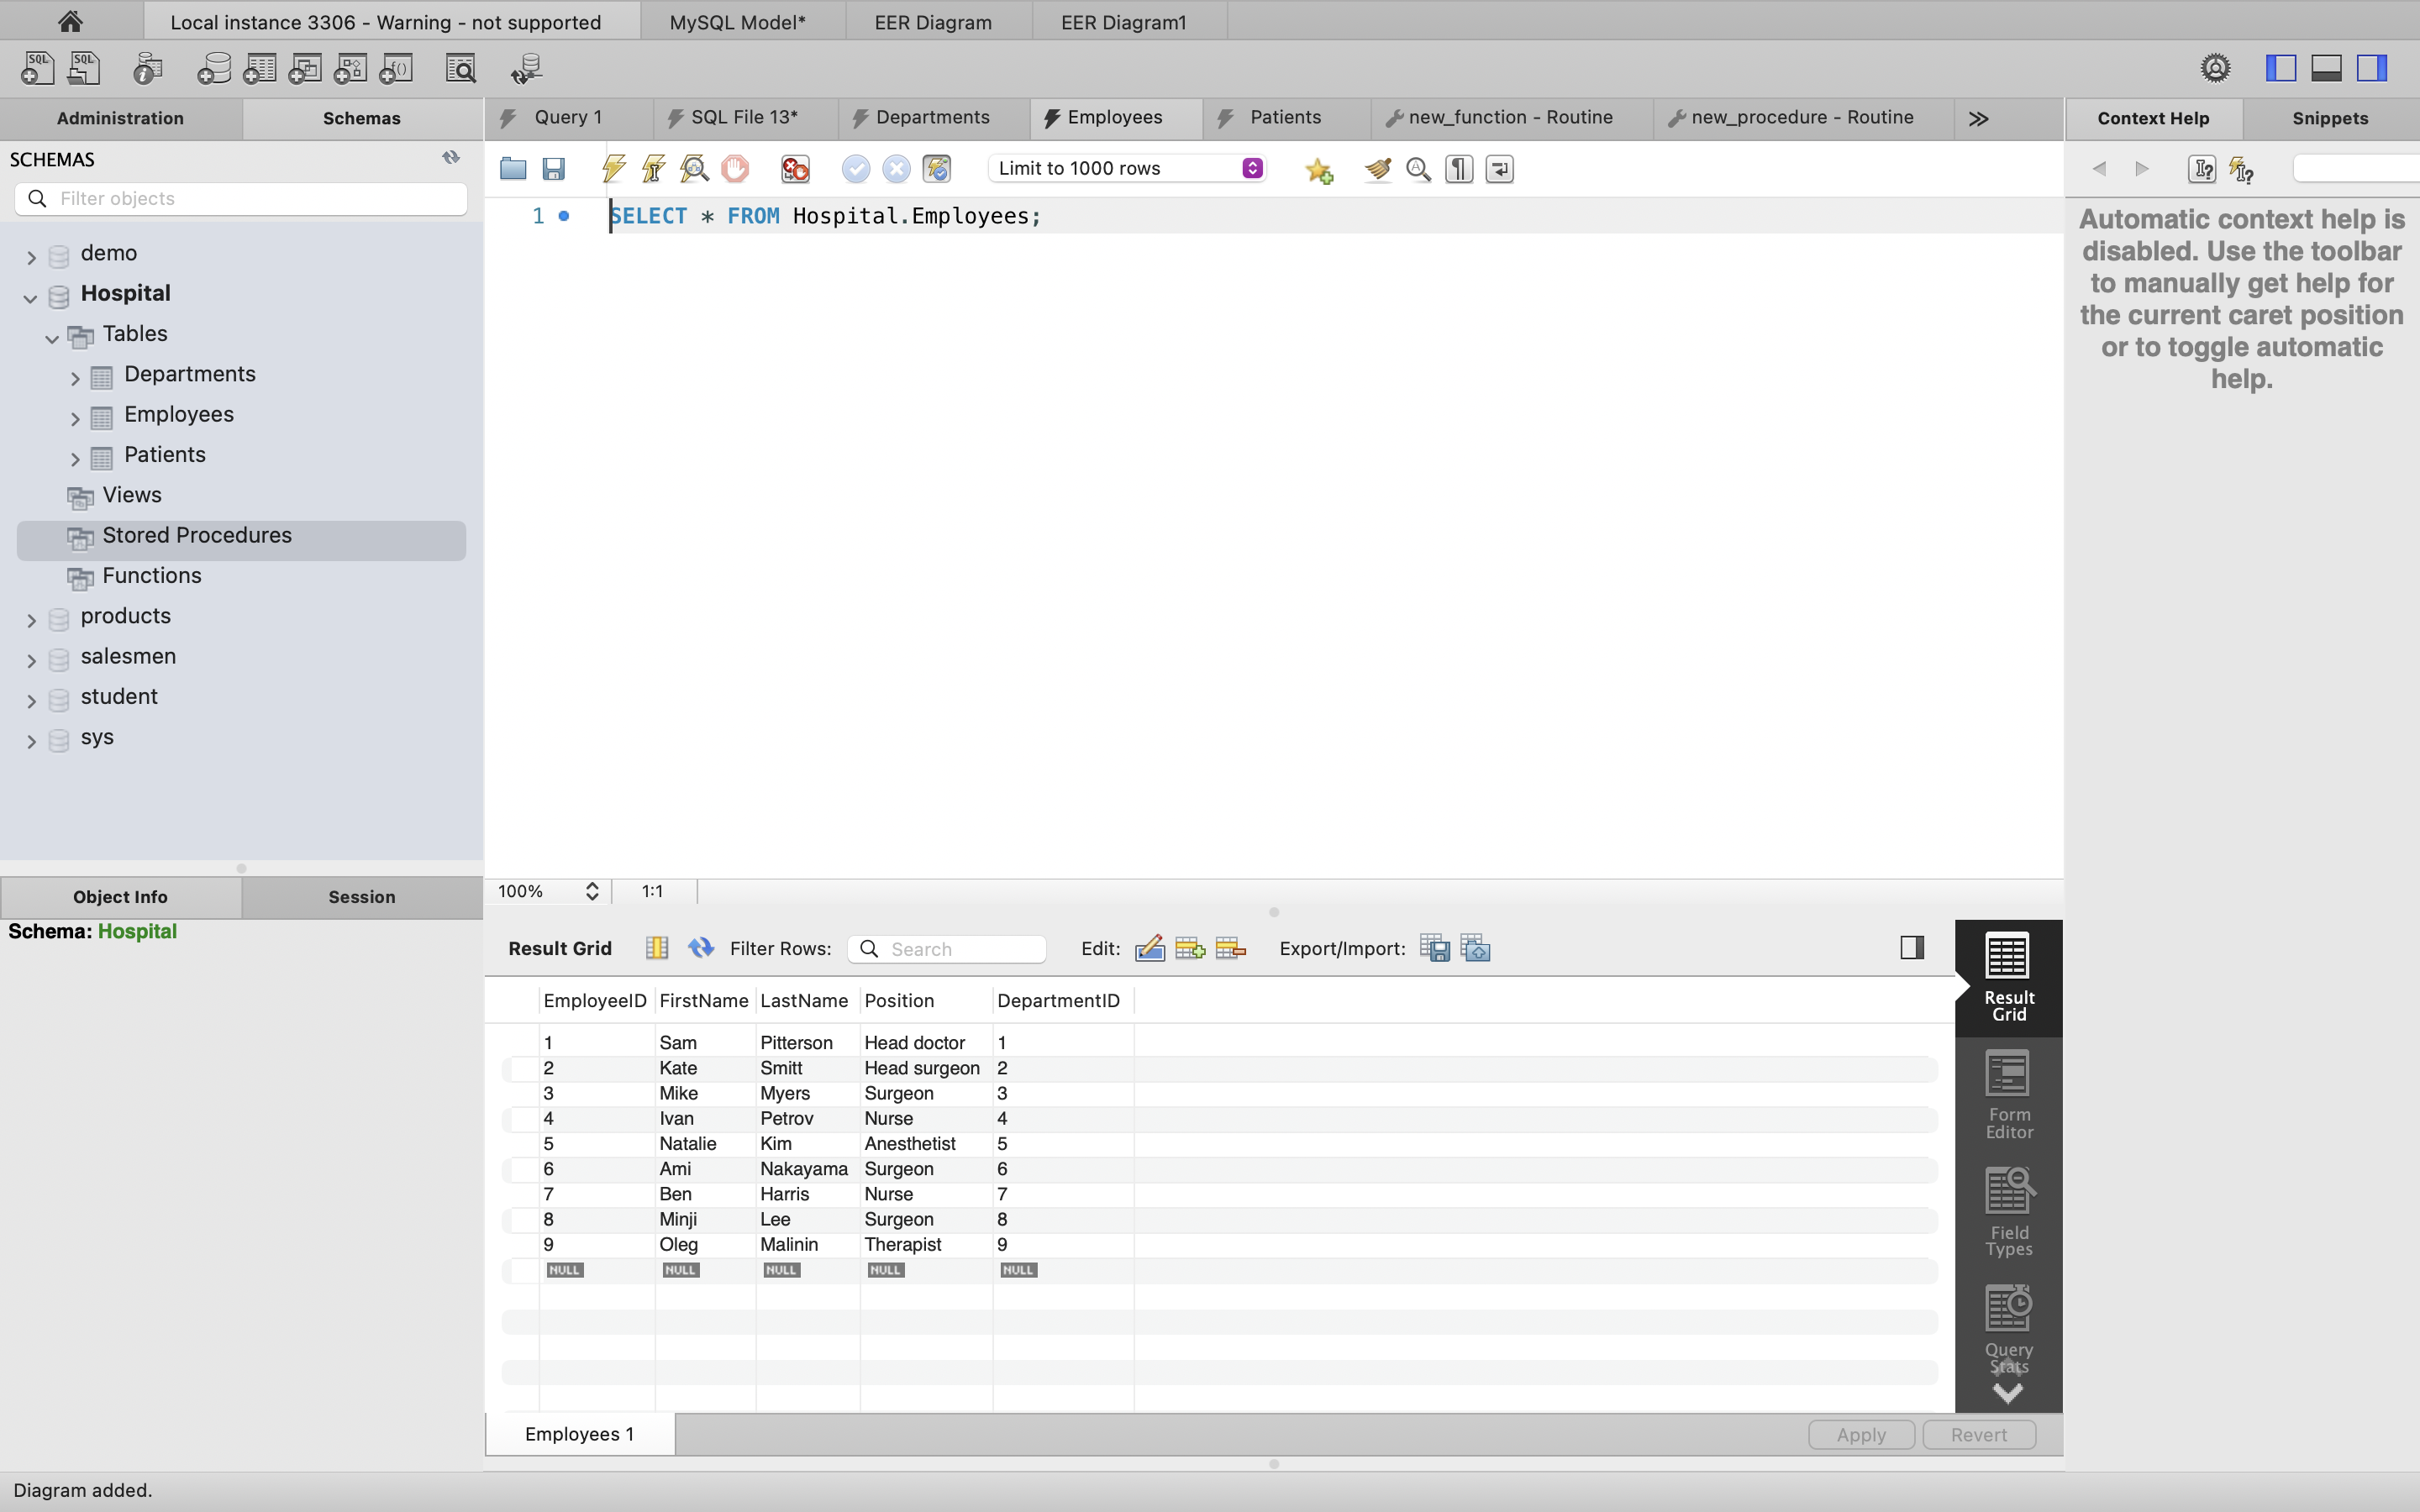 Local instance 3306 - Warning - not supported
MySQL Model*
EER Diagram
EER Diagram1
SQL
SQL
Administration
Schemas
Query 1
SQL File 13*
Departments
Employees
Patients
new_function - Routine
new_procedure - Routine
Context Help
Snippets
SCHEMAS
Filter objects
Limit to 1000 rows
1
SELECT * FROM Hospital.Employees;
Automatic context help is
disabled. Use the toolbar
to manually get help for
the current caret position
or to toggle automatic
help.
demo
Hospital
Tables
Departments
Employees
Patients
Views
Stored Procedures
Functions
products
salesmen
student
sys
100%
1:1
Object Info
Session
Schema: Hospital
Result Grid
Filter Rows:
Search
Edit:
Export/Import:
EmployeeID FirstName LastName Position DepartmentID
1 Sam Pitterson Head doctor 1
2 Kate Smitt Head surgeon 2
3 Mike Myers Surgeon 3
4 Ivan Petrov Nurse 4
5 Natalie Kim Anesthetist 5
6 Ami Nakayama Surgeon 6
7 Ben Harris Nurse 7
8 Minji Lee Surgeon 8
9 Oleg Malinin Therapist 9
NULL NULL NULL NULL NULL
Result
Grid
Form
Editor
Field
Types
Query
Stats
Employees 1
Apply
Revert
Diagram added.